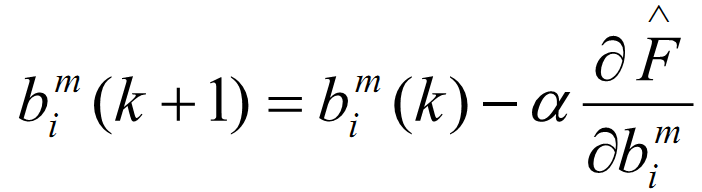 b_i^m (k + 1) = b_i^m (k) − α ∂F̂ / ∂b_i^m